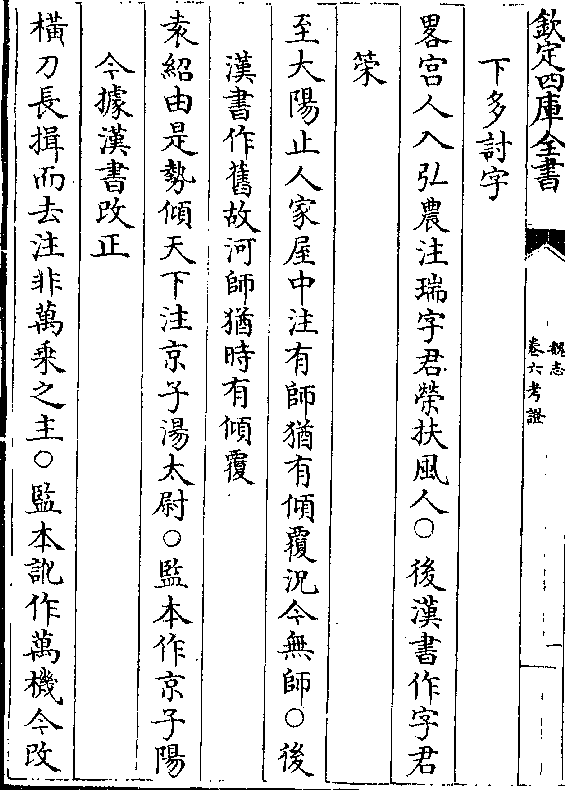 欽定四庫全書
魏志
卷六考證
一
下多討字
畧宮人入弘農注瑞字君榮扶風人○後漢書作字君
策
至大陽止人家屋中注有師猶有傾覆況今無師○後
漢書作舊故河師猶時有傾覆
袁紹由是勢傾天下注京子湯太尉○監本作京子陽
今據漢書改正
橫刀長揖而去注非萬乘之主○監本訛作萬機今改